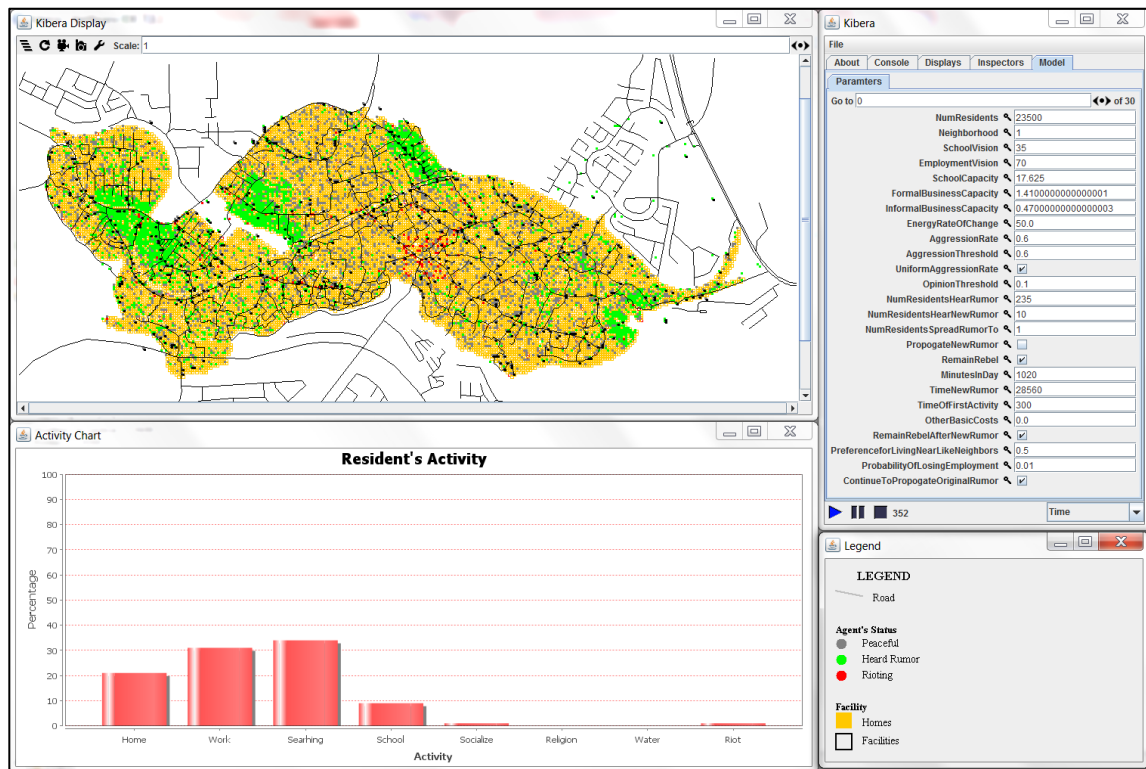 Kibera Display
Scale: 1
Kibera
File
About Console Displays Inspectors Model
Paramters
Go to 0 of 30
NumResidents 23500
Neighborhood 1
SchoolVision 35
EmploymentVision 70
SchoolCapacity 17.625
FormalBusinessCapacity 1.4100000000000001
InformalBusinessCapacity 0.47000000000000003
EnergyRateOfChange 50.0
AggressionRate 0.6
AggressionThreshold 0.6
UniformAggressionRate
OpinionThreshold 0.1
NumResidentsHearRumor 235
NumResidentsHearNewRumor 10
NumResidentsSpreadRumorTo 1
PropogateNewRumor
RemainRebel
MinutesInDay 1020
TimeNewRumor 28560
TimeOfFirstActivity 300
OtherBasicCosts 0.0
RemainRebelAfterNewRumor
PreferenceforLivingNearLikeNeighbors 0.5
ProbabilityOfLosingEmployment 0.01
ContinueToPropogateOriginalRumor
352 Time
Activity Chart
Resident's Activity
Percentage
100
90
80
70
60
50
40
30
20
10
0
Home Work Searhing School Socialize Religion Water Riot
Activity
Legend
LEGEND
Road
Agent's Status
Peaceful
Heard Rumor
Rioting
Facility
Homes
Facilities